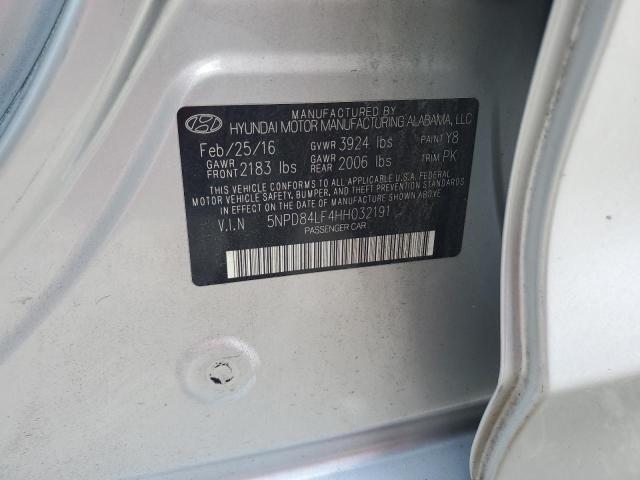 MANUFACTURED BY
HYUNDAI MOTOR MANUFACTURING ALABAMA, LLC
Feb/25/16 GVWR 3924 lbs PAINT Y8
GAWR FRONT 2183 lbs GAWR REAR 2006 lbs TRIM PK
THIS VEHICLE CONFORMS TO ALL APPLICABLE U.S.A. FEDERAL
MOTOR VEHICLE SAFETY, BUMPER, AND THEFT PREVENTION STANDARDS
IN EFFECT ON THE DATE OF MANUFACTURE SHOWN ABOVE.
V.I.N 5NPD84LF4HH032191
PASSENGER CAR